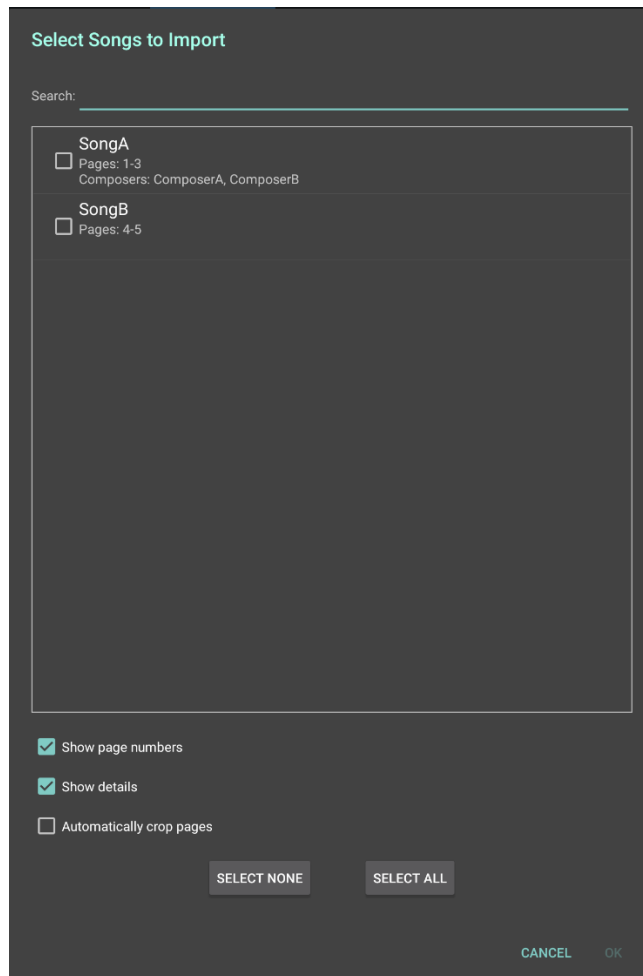 Select Songs to Import
Search:
SongA
Pages: 1-3
Composers: ComposerA, ComposerB
SongB
Pages: 4-5
Show page numbers
Show details
Automatically crop pages
SELECT NONE SELECT ALL
CANCEL OK